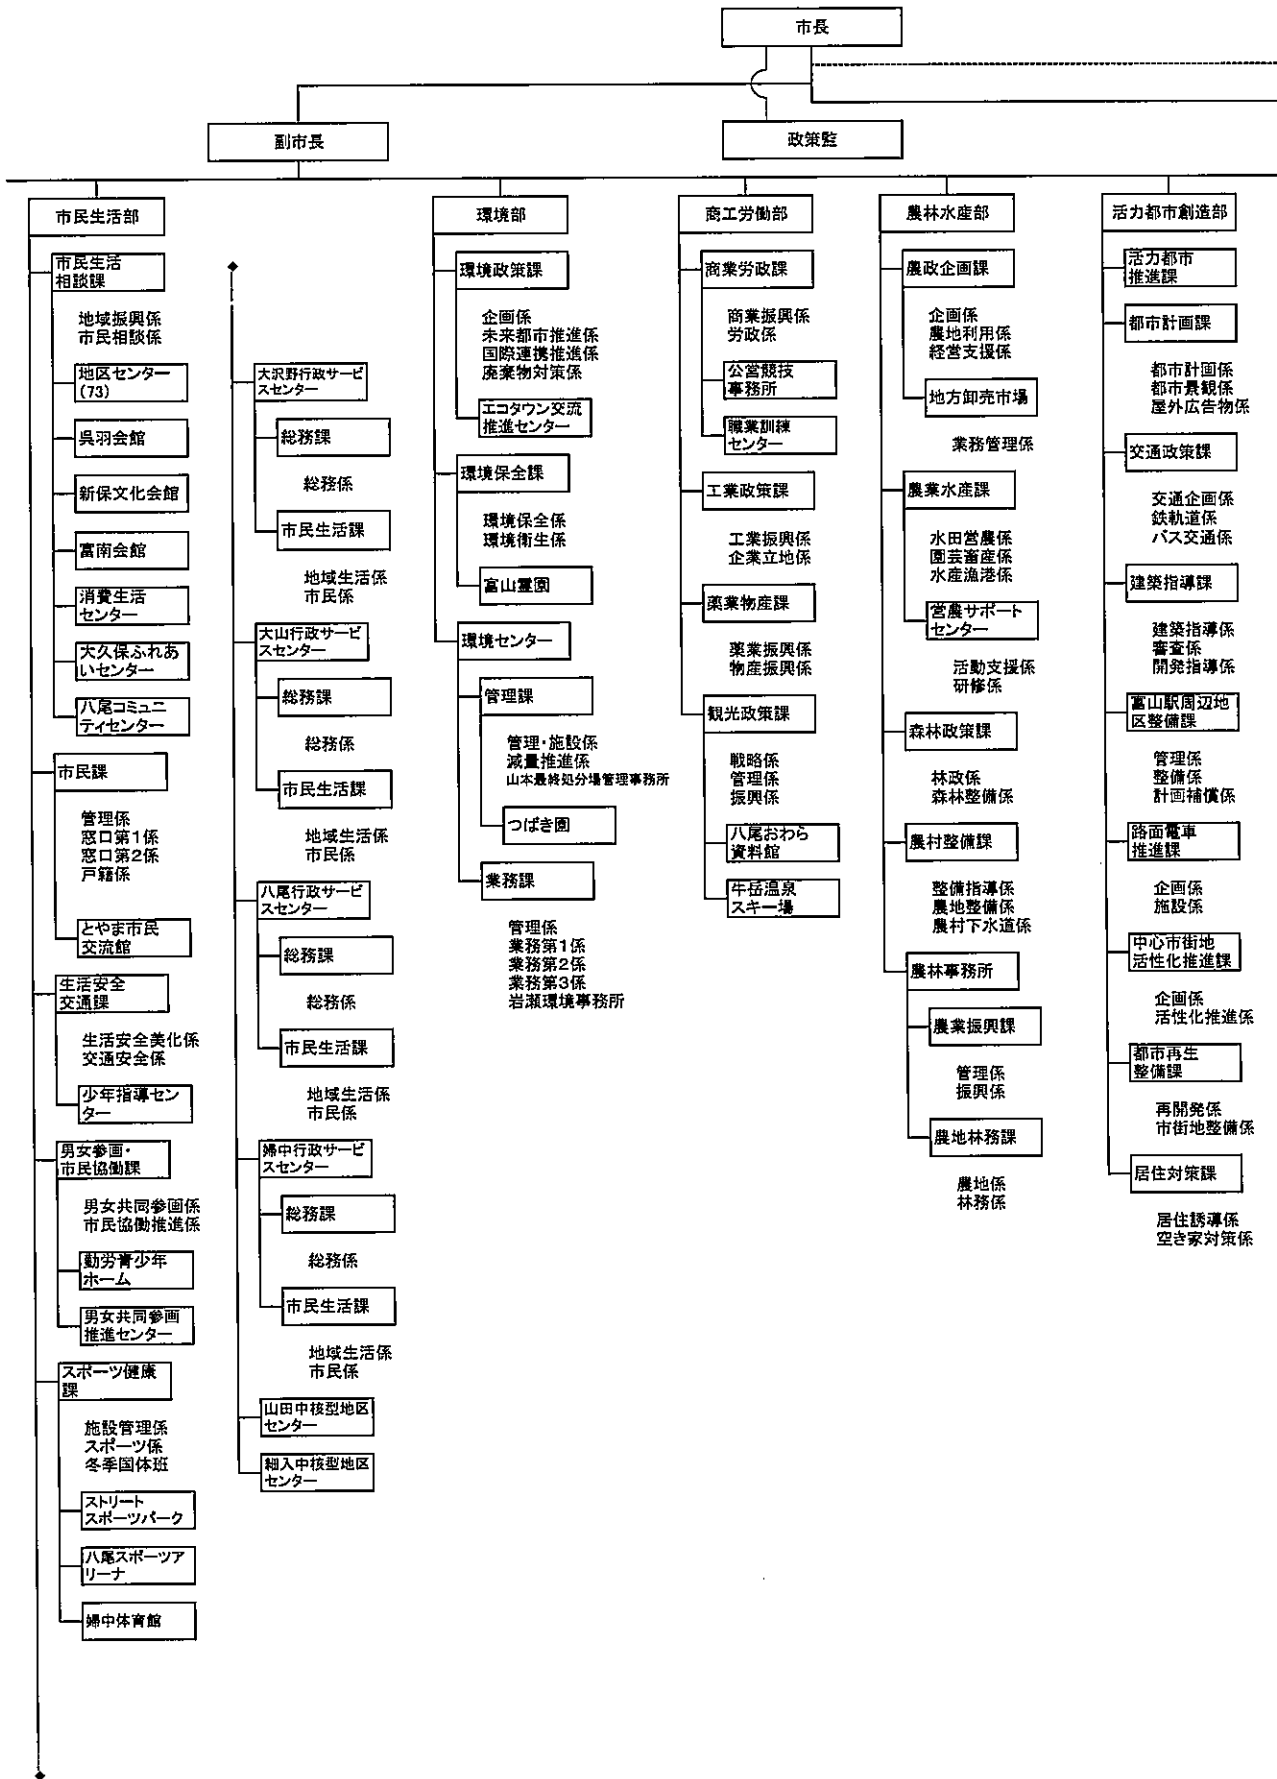 市長
副市長
政策監
市民生活部
市民生活
相談課
地域振興係
市民相談係
地区センター
(73)
呉羽会館
新保文化会館
富南会館
消費生活
センター
大久保ふれあ
いセンター
八尾コミュニ
ティセンター
市民課
管理係
窓口第1係
窓口第2係
戸籍係
とやま市民
交流館
生活安全
交通課
生活安全美化係
交通安全係
少年指導セン
ター
男女参画・
市民協働課
男女共同参画係
市民協働推進係
勤労青少年
ホーム
男女共同参画
推進センター
スポーツ健康
課
施設管理係
スポーツ係
冬季国体班
ストリート
スポーツパーク
八尾スポーツア
リーナ
婦中体育館
大沢野行政サービ
スセンター
総務課
総務係
市民生活課
地域生活係
市民係
大山行政サービ
スセンター
総務課
総務係
市民生活課
地域生活係
市民係
八尾行政サービ
スセンター
総務課
総務係
市民生活課
地域生活係
市民係
婦中行政サービ
スセンター
総務課
総務係
市民生活課
地域生活係
市民係
山田中核型地区
センター
細入中核型地区
センター
環境部
環境政策課
企画係
未来都市推進係
国際連携推進係
廃棄物対策係
エコタウン交流
推進センター
環境保全課
環境保全係
環境衛生係
富山霊園
環境センター
管理課
管理・施設係
減量推進係
山本最終処分場管理事務所
つばき園
業務課
管理係
業務第1係
業務第2係
業務第3係
岩瀬環境事務所
商工労働部
商業労政課
商業振興係
労政係
公営競技
事務所
職業訓練
センター
工業政策課
工業振興係
企業立地係
薬業物産課
薬業振興係
物産振興係
観光政策課
戦略係
管理係
振興係
八尾おわら
資料館
牛岳温泉
スキー場
農林水産部
農政企画課
企画係
農地利用係
経営支援係
地方卸売市場
業務管理係
農業水産課
水田営農係
園芸畜産係
水産漁港係
営農サポート
センター
活動支援係
研修係
森林政策課
林政係
森林整備係
農村整備課
整備指導係
農地整備係
農村下水道係
農林事務所
農業振興課
管理係
振興係
農地林務課
農地係
林務係
活力都市創造部
活力都市
推進課
都市計画課
都市計画係
都市景観係
屋外広告物係
交通政策課
交通企画係
鉄軌道係
バス交通係
建築指導課
建築指導係
審査係
開発指導係
富山駅周辺地
区整備課
管理係
整備係
計画補償係
路面電車
推進課
企画係
施設係
中心市街地
活性化推進課
企画係
活性化推進係
都市再生
整備課
再開発係
市街地整備係
居住対策課
居住誘導係
空き家対策係